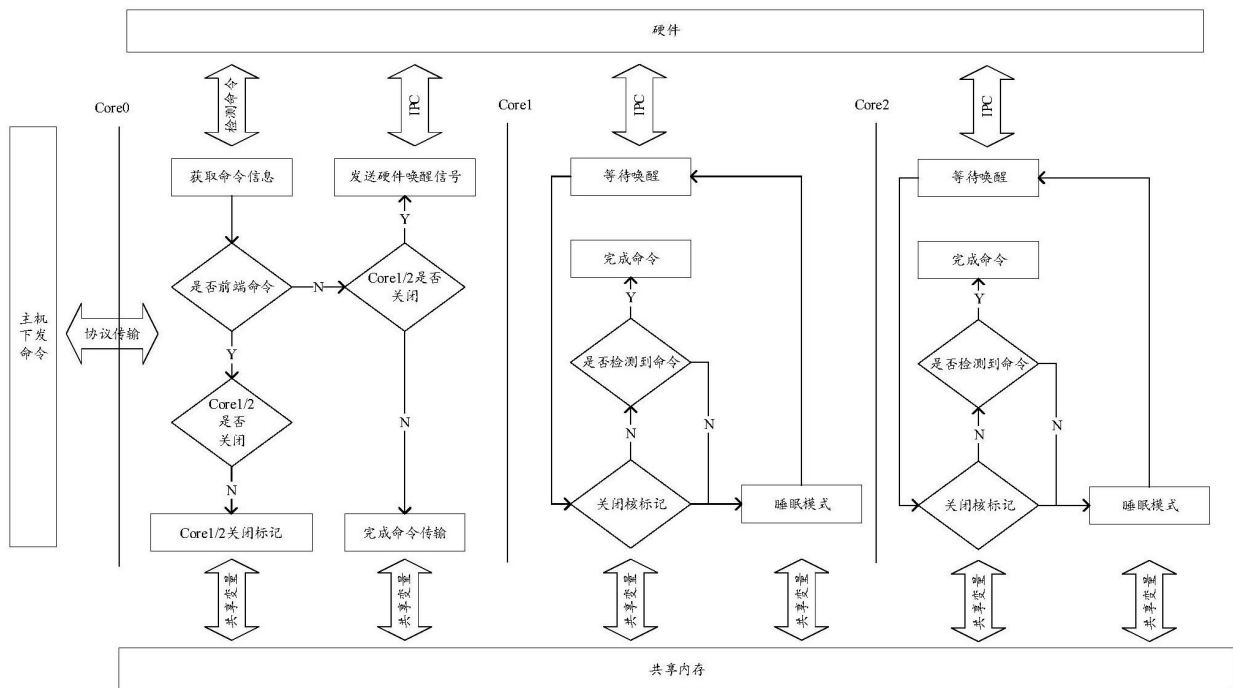 硬件
检测命令
IPC
IPC
IPC
Core0
Core1
Core2
获取命令信息
发送硬件唤醒信号
等待唤醒
等待唤醒
Y
完成命令
完成命令
是否前端命令
N
Core1/2是否
关闭
Y
Y
主机
下发
命令
协议传输
Y
是否检测到命令
是否检测到命令
Core1/2
是否
关闭
N
N
N
N
N
N
关闭核标记
睡眠模式
关闭核标记
睡眠模式
Core1/2关闭标记
完成命令传输
共享变量
共享变量
共享变量
共享变量
共享变量
共享变量
共享内存